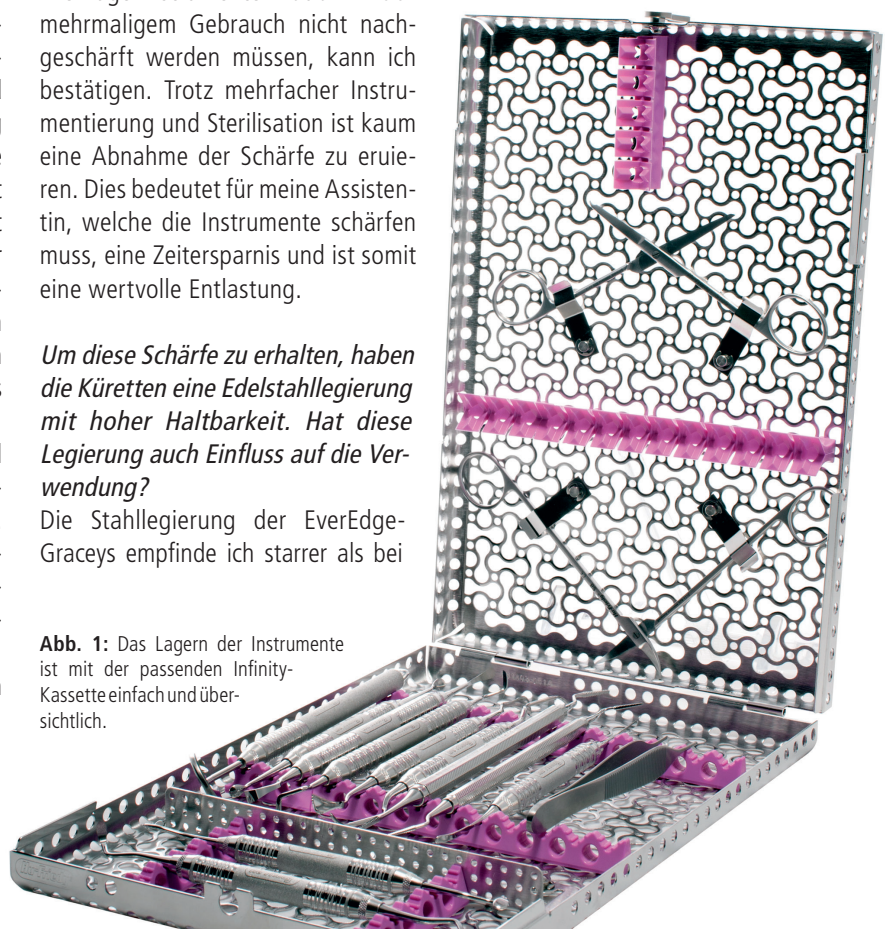 mehrmaligem Gebrauch nicht nach-
geschärft werden müssen, kann ich
bestätigen. Trotz mehrfacher Instru-
mentierung und Sterilisation ist kaum
eine Abnahme der Schärfe zu eruie-
ren. Dies bedeutet für meine Assisten-
tin, welche die Instrumente schärfen
muss, eine Zeitersparnis und ist somit
eine wertvolle Entlastung.
Um diese Schärfe zu erhalten, haben
die Küretten eine Edelstahllegierung
mit hoher Haltbarkeit. Hat diese
Legierung auch Einfluss auf die Ver-
wendung?
Die Stahllegierung der EverEdge-
Graceys empfinde ich starrer als bei
Abb. 1: Das Lagern der Instrumente
ist mit der passenden Infinity-
Kassette einfach und über-
sichtlich.